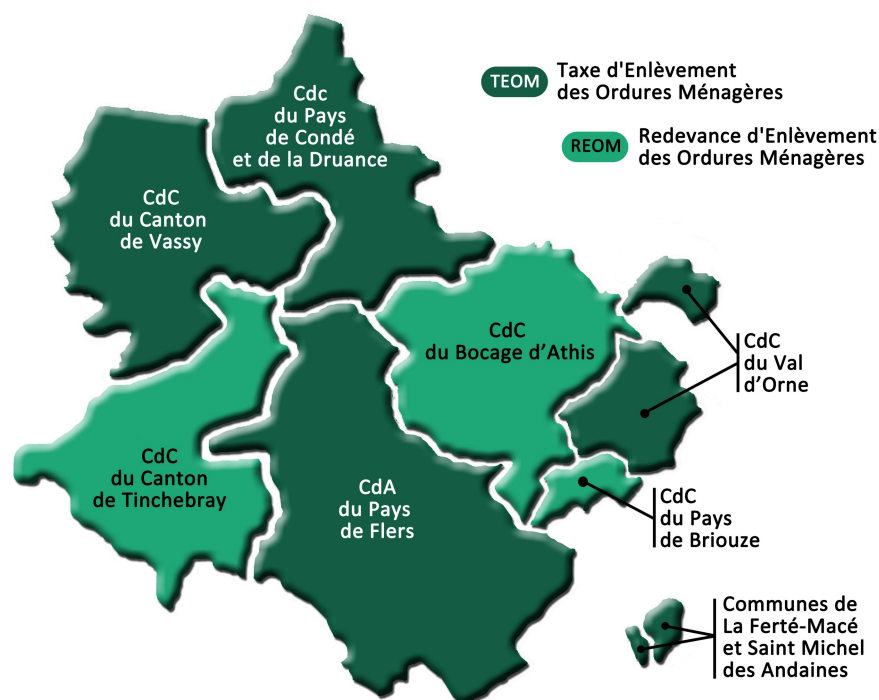 TEOM
Taxe d'Enlèvement
des Ordures Ménagères
REOM
Redevance d'Enlèvement
des Ordures Ménagères
Cdc
du Pays
de Condé
et de la Druance
CdC
du Canton
de Vassy
CdC
du Bocage d’Athis
CdC
du Val
d’Orne
CdC
du Canton
de Tinchebray
CdA
du Pays
de Flers
CdC
du Pays
de Briouze
Communes de
La Ferté-Macé
et Saint Michel
des Andaines